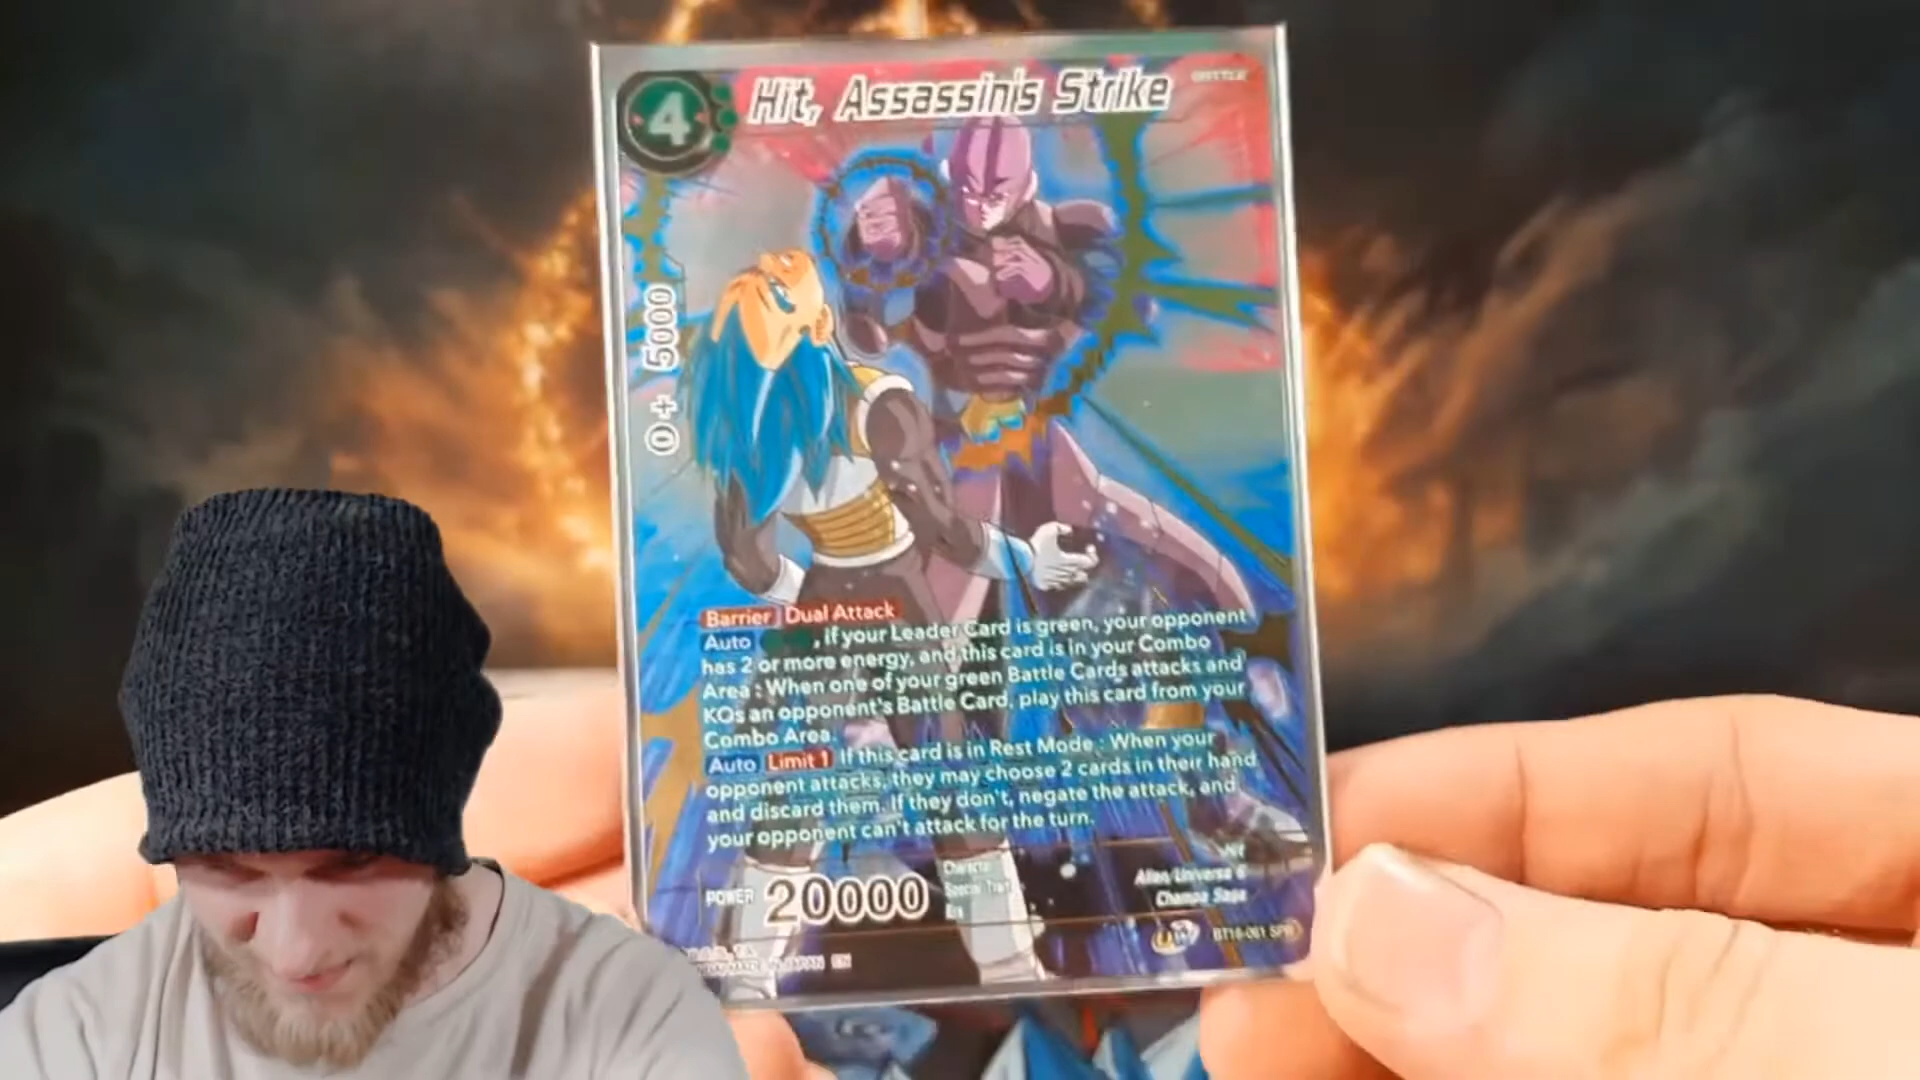 4
Hit, Assassin's Strike
BATTLE
0+ 5000
Barrier Dual Attack
Auto , if your Leader Card is green, your opponent
has 2 or more energy, and this card is in your Combo
Area : When one of your green Battle Cards attacks and
KOs an opponent's Battle Card, play this card from your
Combo Area.
Auto Limit 1 If this card is in Rest Mode : When your
opponent attacks, they may choose 2 cards in their hand
and discard them. If they don't, negate the attack, and
your opponent can't attack for the turn.
POWER 20000
Character Hit
Special Trait Alien/Universe 6
Era Champa Saga
SPR
MADE IN JAPAN EN